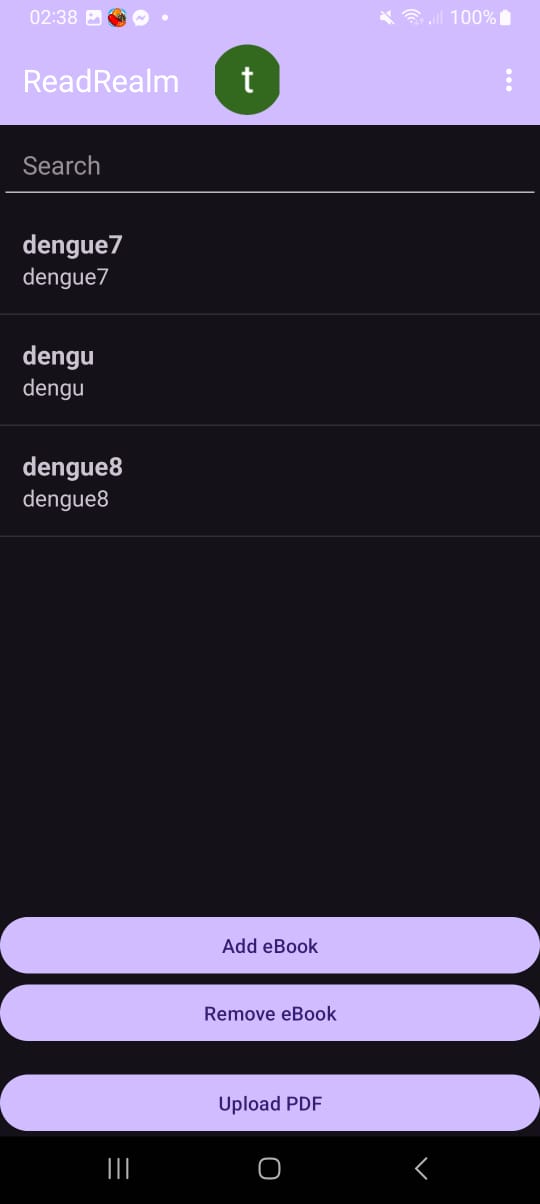 02:38 100%
ReadRealm t
Search
dengue7
dengue7
dengu
dengu
dengue8
dengue8
Add eBook
Remove eBook
Upload PDF